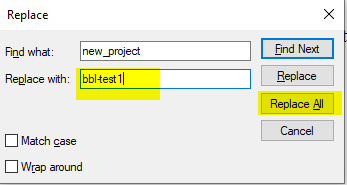 Replace
Find what: new_project Find Next
Replace with: bbl-test1 Replace
Replace All
Match case Cancel
Wrap around